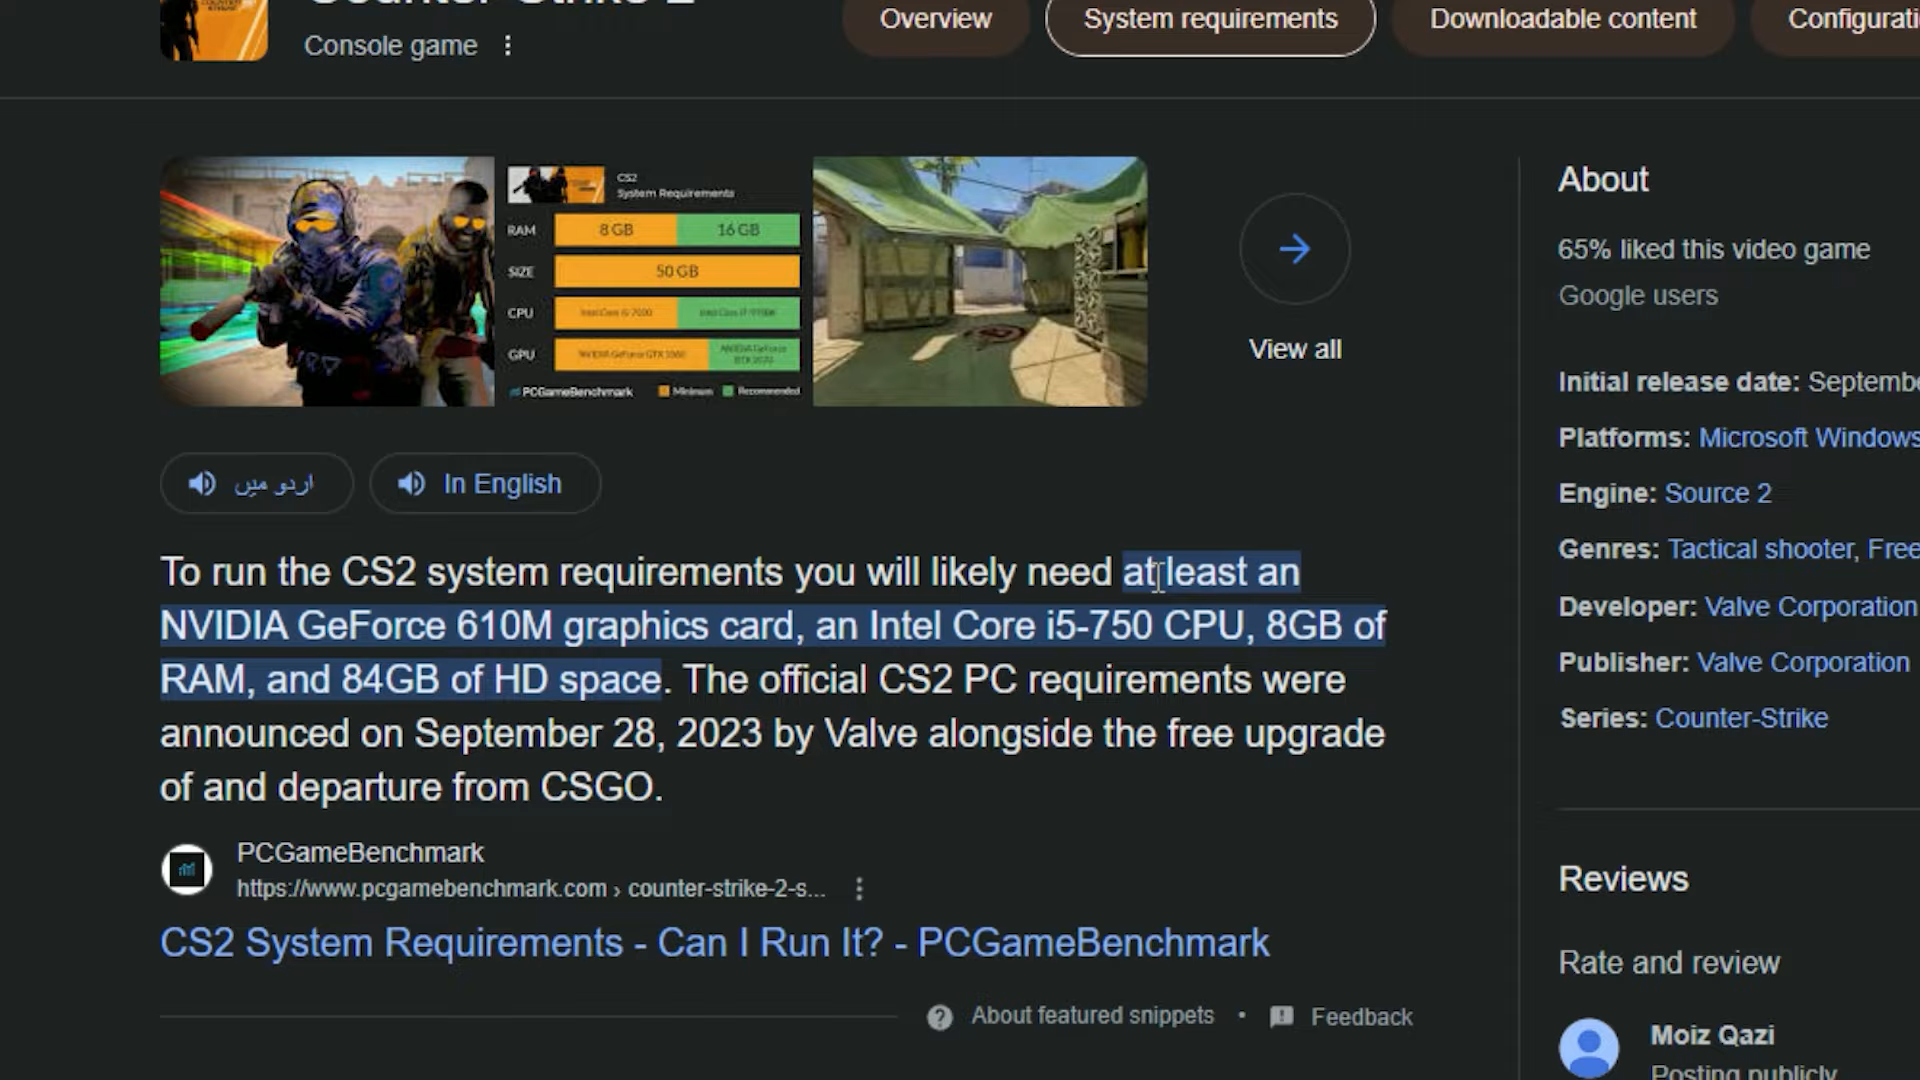 Console game
Overview
System requirements
Downloadable content
Configurati
CS2
System Requirements
RAM
8 GB
16 GB
SIZE
50 GB
CPU
GPU
PCGameBenchmark
Minimum
Recommended
View all
اردو میں
In English
To run the CS2 system requirements you will likely need at least an
NVIDIA GeForce 610M graphics card, an Intel Core i5-750 CPU, 8GB of
RAM, and 84GB of HD space. The official CS2 PC requirements were
announced on September 28, 2023 by Valve alongside the free upgrade
of and departure from CSGO.
PCGameBenchmark
https://www.pcgamebenchmark.com › counter-strike-2-s...
CS2 System Requirements - Can I Run It? - PCGameBenchmark
About featured snippets • Feedback
About
65% liked this video game
Google users
Initial release date: Septembe
Platforms: Microsoft Windows
Engine: Source 2
Genres: Tactical shooter, Free
Developer: Valve Corporation
Publisher: Valve Corporation
Series: Counter-Strike
Reviews
Rate and review
Moiz Qazi
Posting publicly